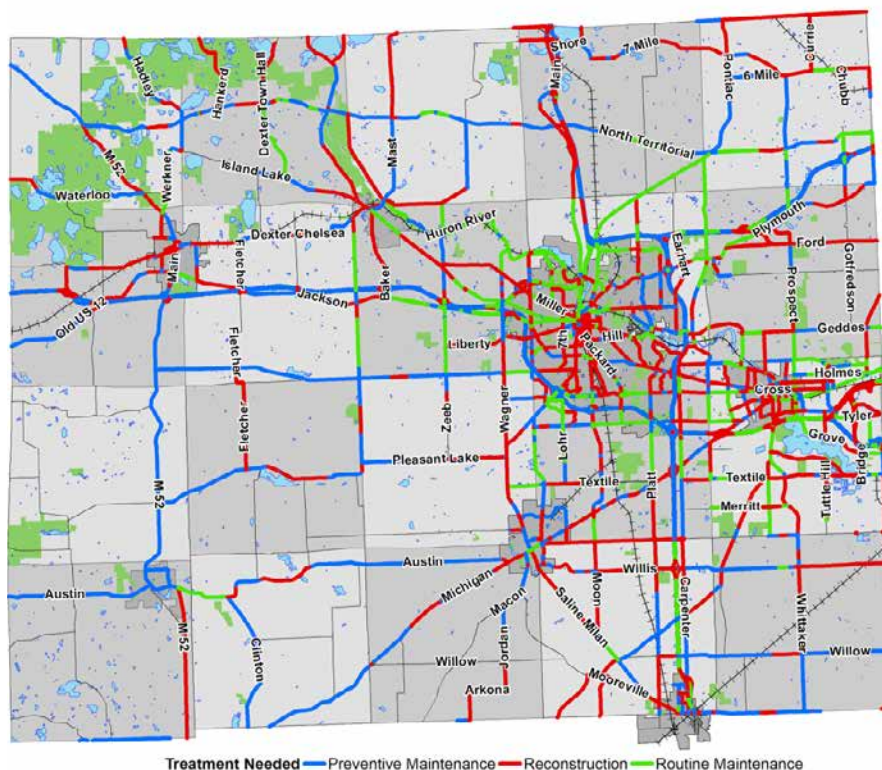 Shore
7 Mile
Main
Pontiac
6 Mile
Currie
Chubb
Hadley
Hankerd
Dexter Town Hall
Mast
North Territorial
M-52
Werkner
Island Lake
Waterloo
Huron River
Dexter Chelsea
Main
Fletcher
Baker
Earhart
Plymouth
Ford
Gotfredson
Prospect
Old US 12
Jackson
Miller
Liberty
7th
Hill
Packard
Geddes
Holmes
Cross
Fletcher
Fletcher
Zeeb
Wagner
Lohr
Platt
Tyler
Grove
Bridge
Pleasant Lake
Textile
Textile
Merritt
Tuttle Hill
M-52
Austin
Austin
Michigan
Macon
Willis
Moon
Saline Milan
Carpenter
Whittaker
M-52
Clinton
Willow
Jordan
Arkona
Mooreville
Willow
Treatment Needed Preventive Maintenance Reconstruction Routine Maintenance